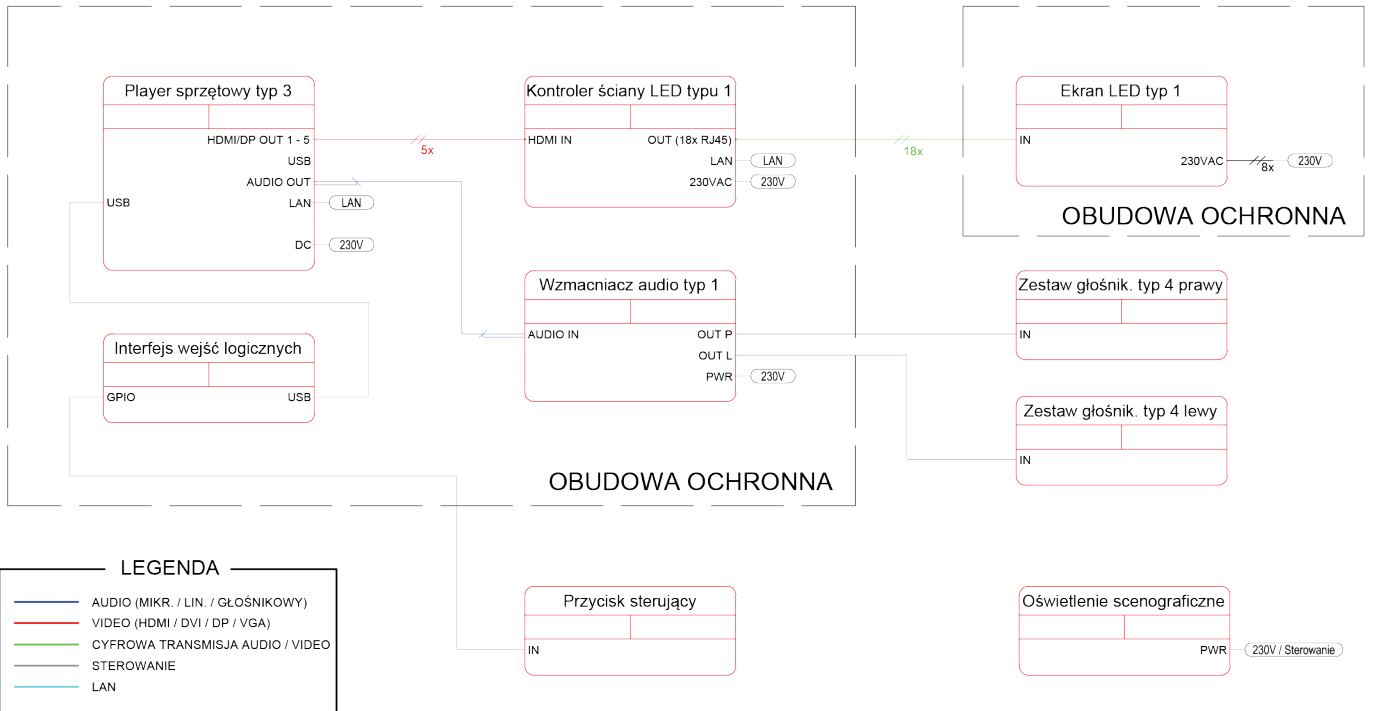 Player sprzętowy typ 3
HDMI/DP OUT 1 - 5
USB
AUDIO OUT
USB
LAN
LAN
DC
230V
5x
Kontroler ściany LED typu 1
HDMI IN
OUT (18x RJ45)
LAN
LAN
230VAC
230V
18x
Ekran LED typ 1
IN
230VAC
8x
230V
OBUDOWA OCHRONNA
Wzmacniacz audio typ 1
AUDIO IN
OUT P
OUT L
PWR
230V
Zestaw głośnik. typ 4 prawy
IN
Interfejs wejść logicznych
GPIO
USB
Zestaw głośnik. typ 4 lewy
IN
OBUDOWA OCHRONNA
LEGENDA
AUDIO (MIKR. / LIN. / GŁOŚNIKOWY)
VIDEO (HDMI / DVI / DP / VGA)
CYFROWA TRANSMISJA AUDIO / VIDEO
STEROWANIE
LAN
Przycisk sterujący
IN
Oświetlenie scenograficzne
PWR
230V / Sterowanie